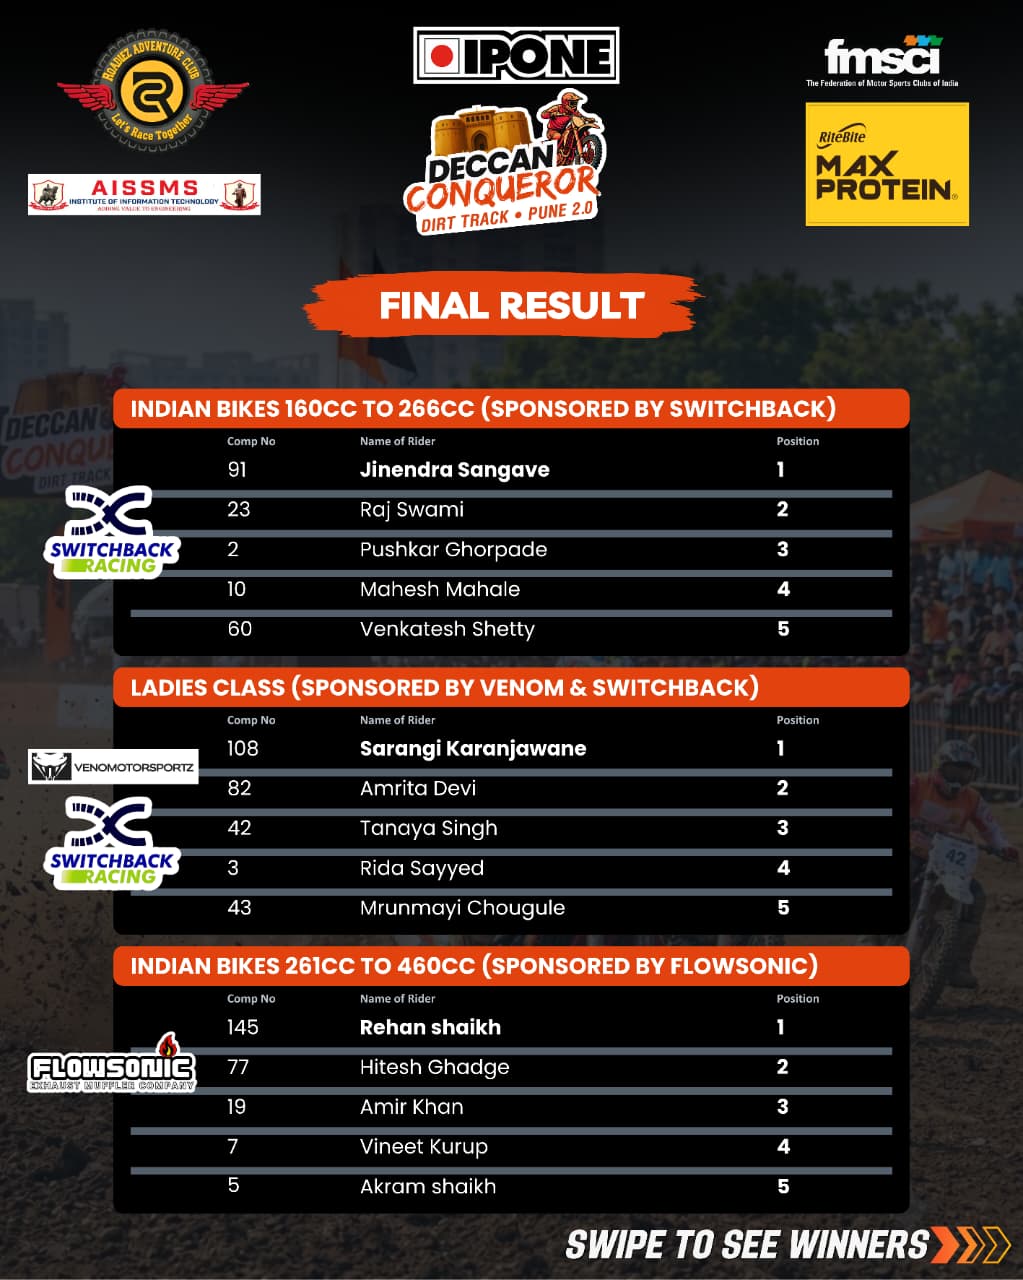 ROADIEZ ADVENTURE CLUB
Let's Race Together
AISSMS
INSTITUTE OF INFORMATION TECHNOLOGY
ADDING VALUE TO ENGINEERING
IPONE
DECCAN
CONQUEROR
DIRT TRACK • PUNE 2.0
fmsci
The Federation of Motor Sports Clubs of India
RiteBite
MAX
PROTEIN®
FINAL RESULT
DECCAN
CONQU
DIRT TRACK
INDIAN BIKES 160CC TO 266CC (SPONSORED BY SWITCHBACK)
Comp No Name of Rider Position
91 Jinendra Sangave 1
23 Raj Swami 2
2 Pushkar Ghorpade 3
10 Mahesh Mahale 4
60 Venkatesh Shetty 5
SWITCHBACK
RACING
LADIES CLASS (SPONSORED BY VENOM & SWITCHBACK)
Comp No Name of Rider Position
108 Sarangi Karanjawane 1
82 Amrita Devi 2
42 Tanaya Singh 3
3 Rida Sayyed 4
43 Mrunmayi Chougule 5
VENOMOTORSPORTZ
SWITCHBACK
RACING
42
INDIAN BIKES 261CC TO 460CC (SPONSORED BY FLOWSONIC)
Comp No Name of Rider Position
145 Rehan shaikh 1
77 Hitesh Ghadge 2
19 Amir Khan 3
7 Vineet Kurup 4
5 Akram shaikh 5
FLOWSONIC
EXHAUST MUFFLER COMPANY
SWIPE TO SEE WINNERS